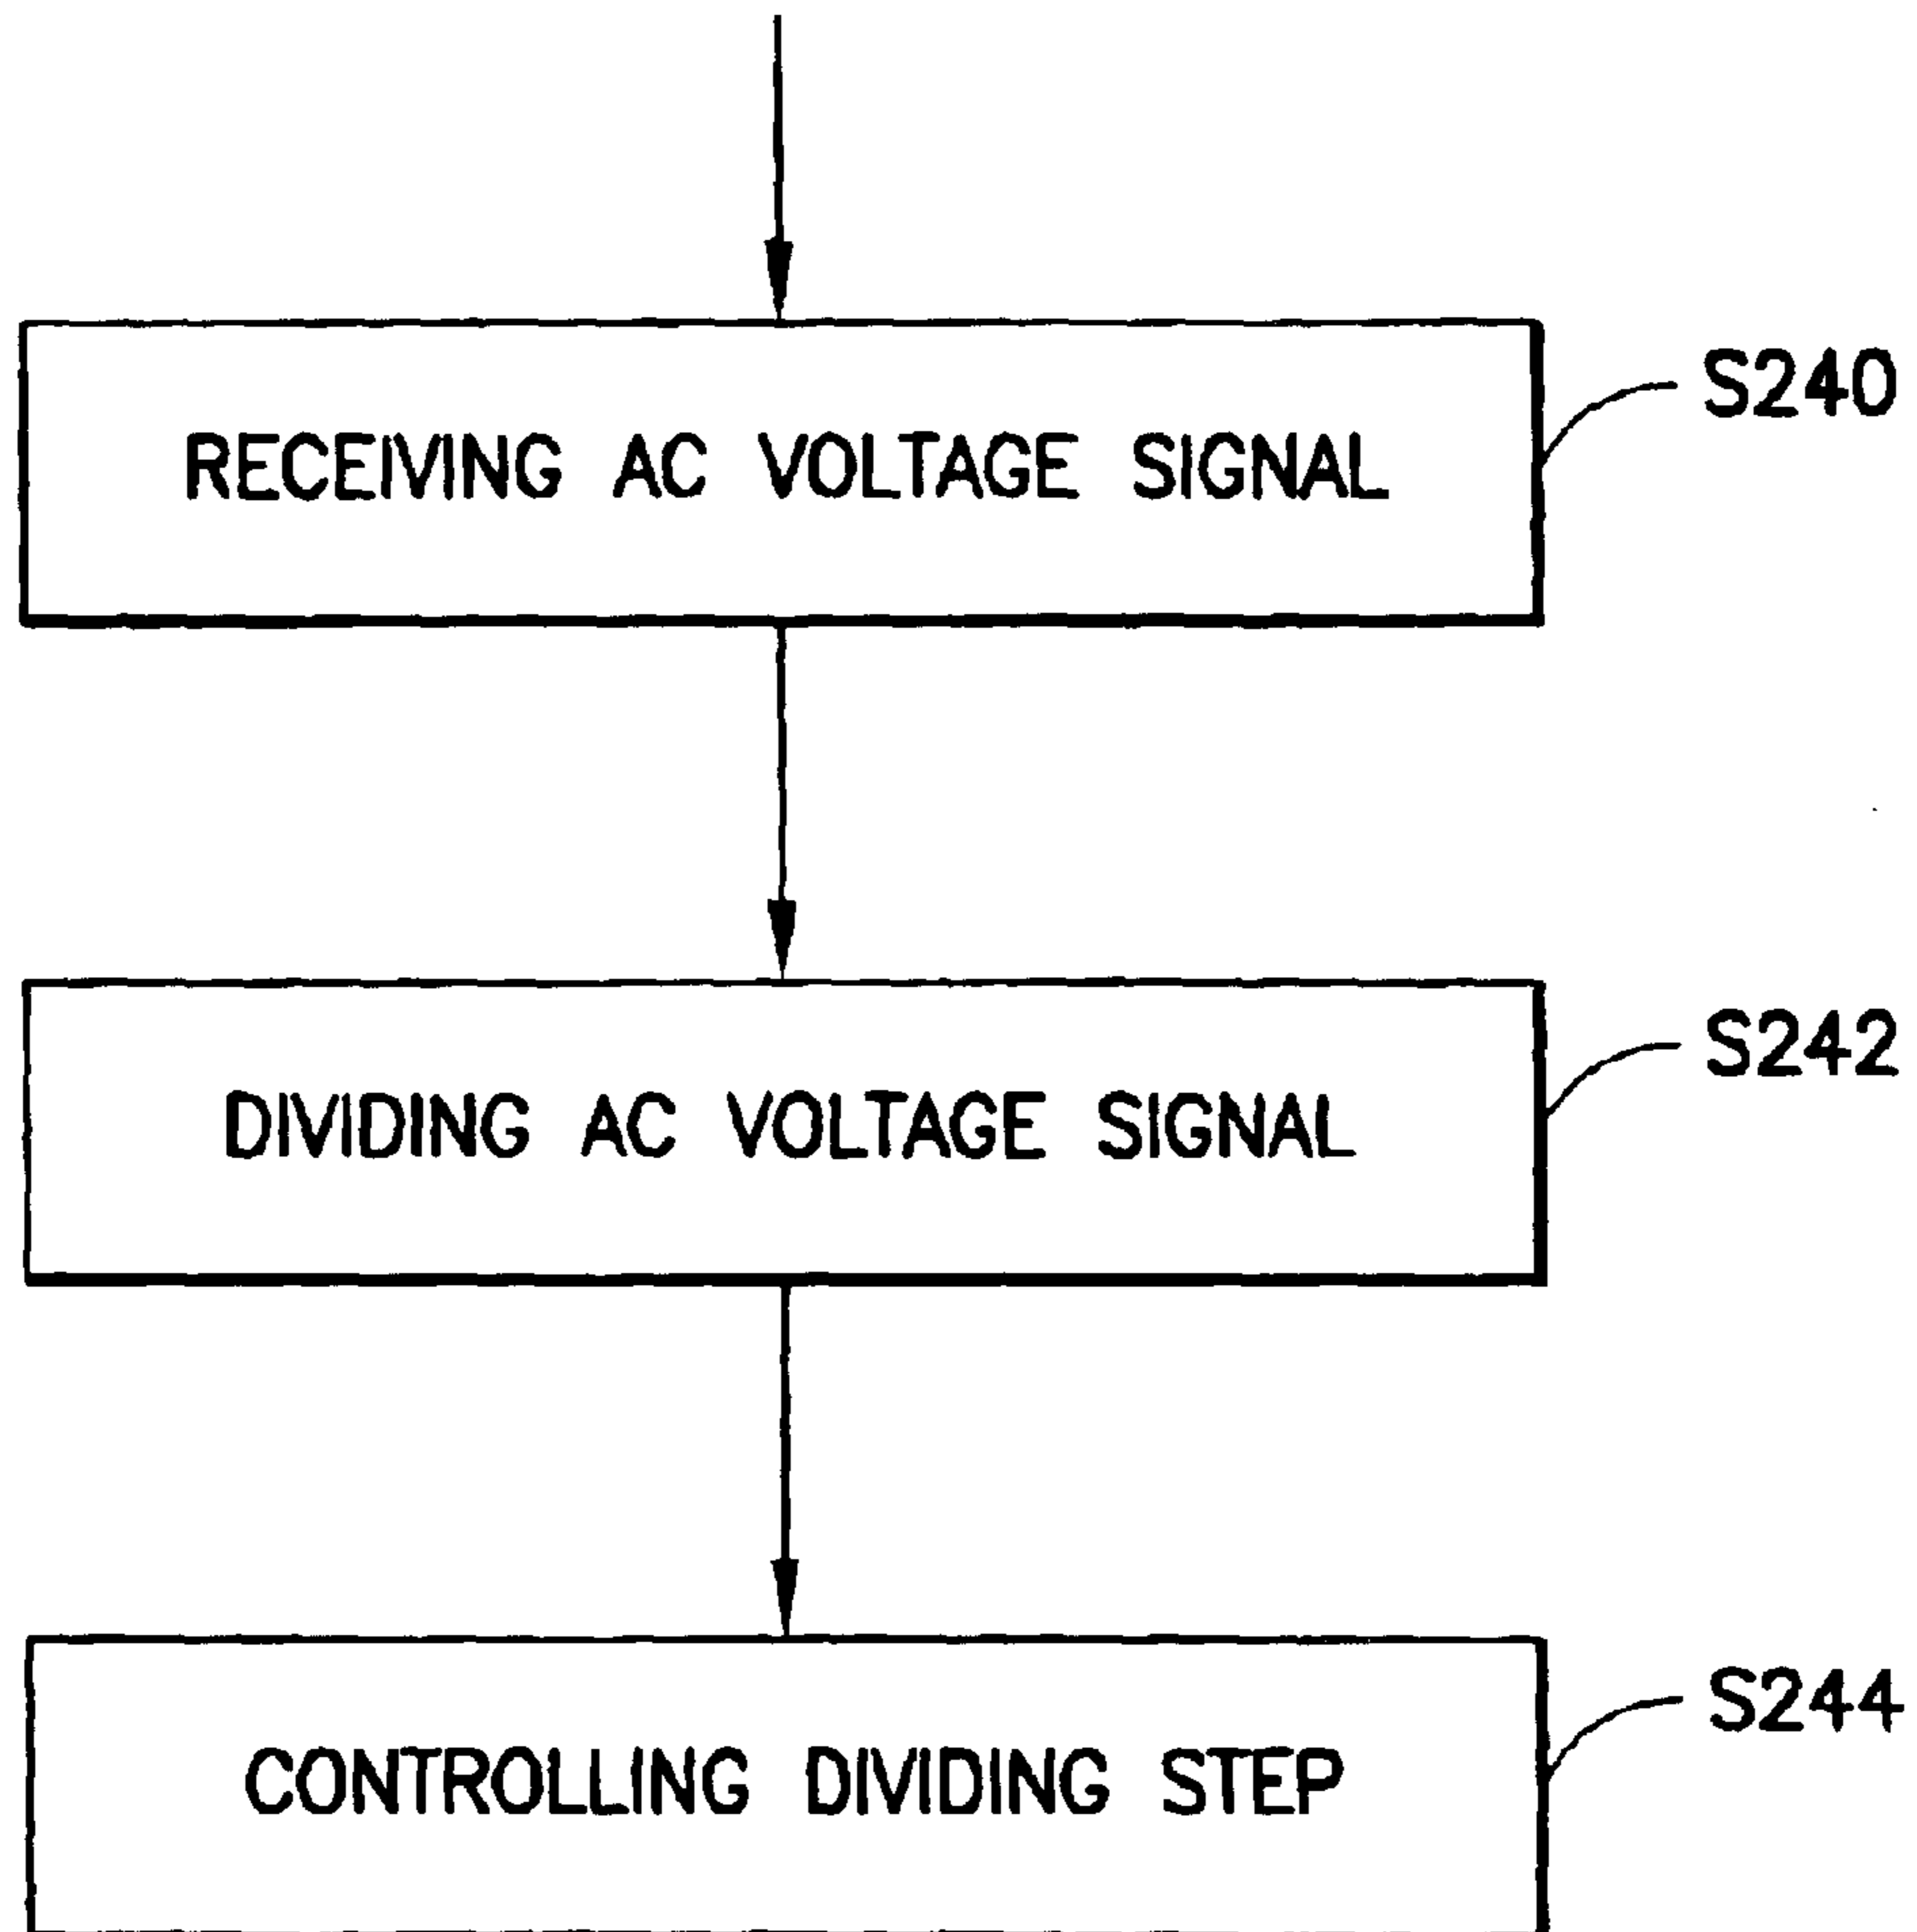 S240
RECEIVING AC VOLTAGE SIGNAL
S242
DIVIDING AC VOLTAGE SIGNAL
S244
CONTROLLING DIVIDING STEP